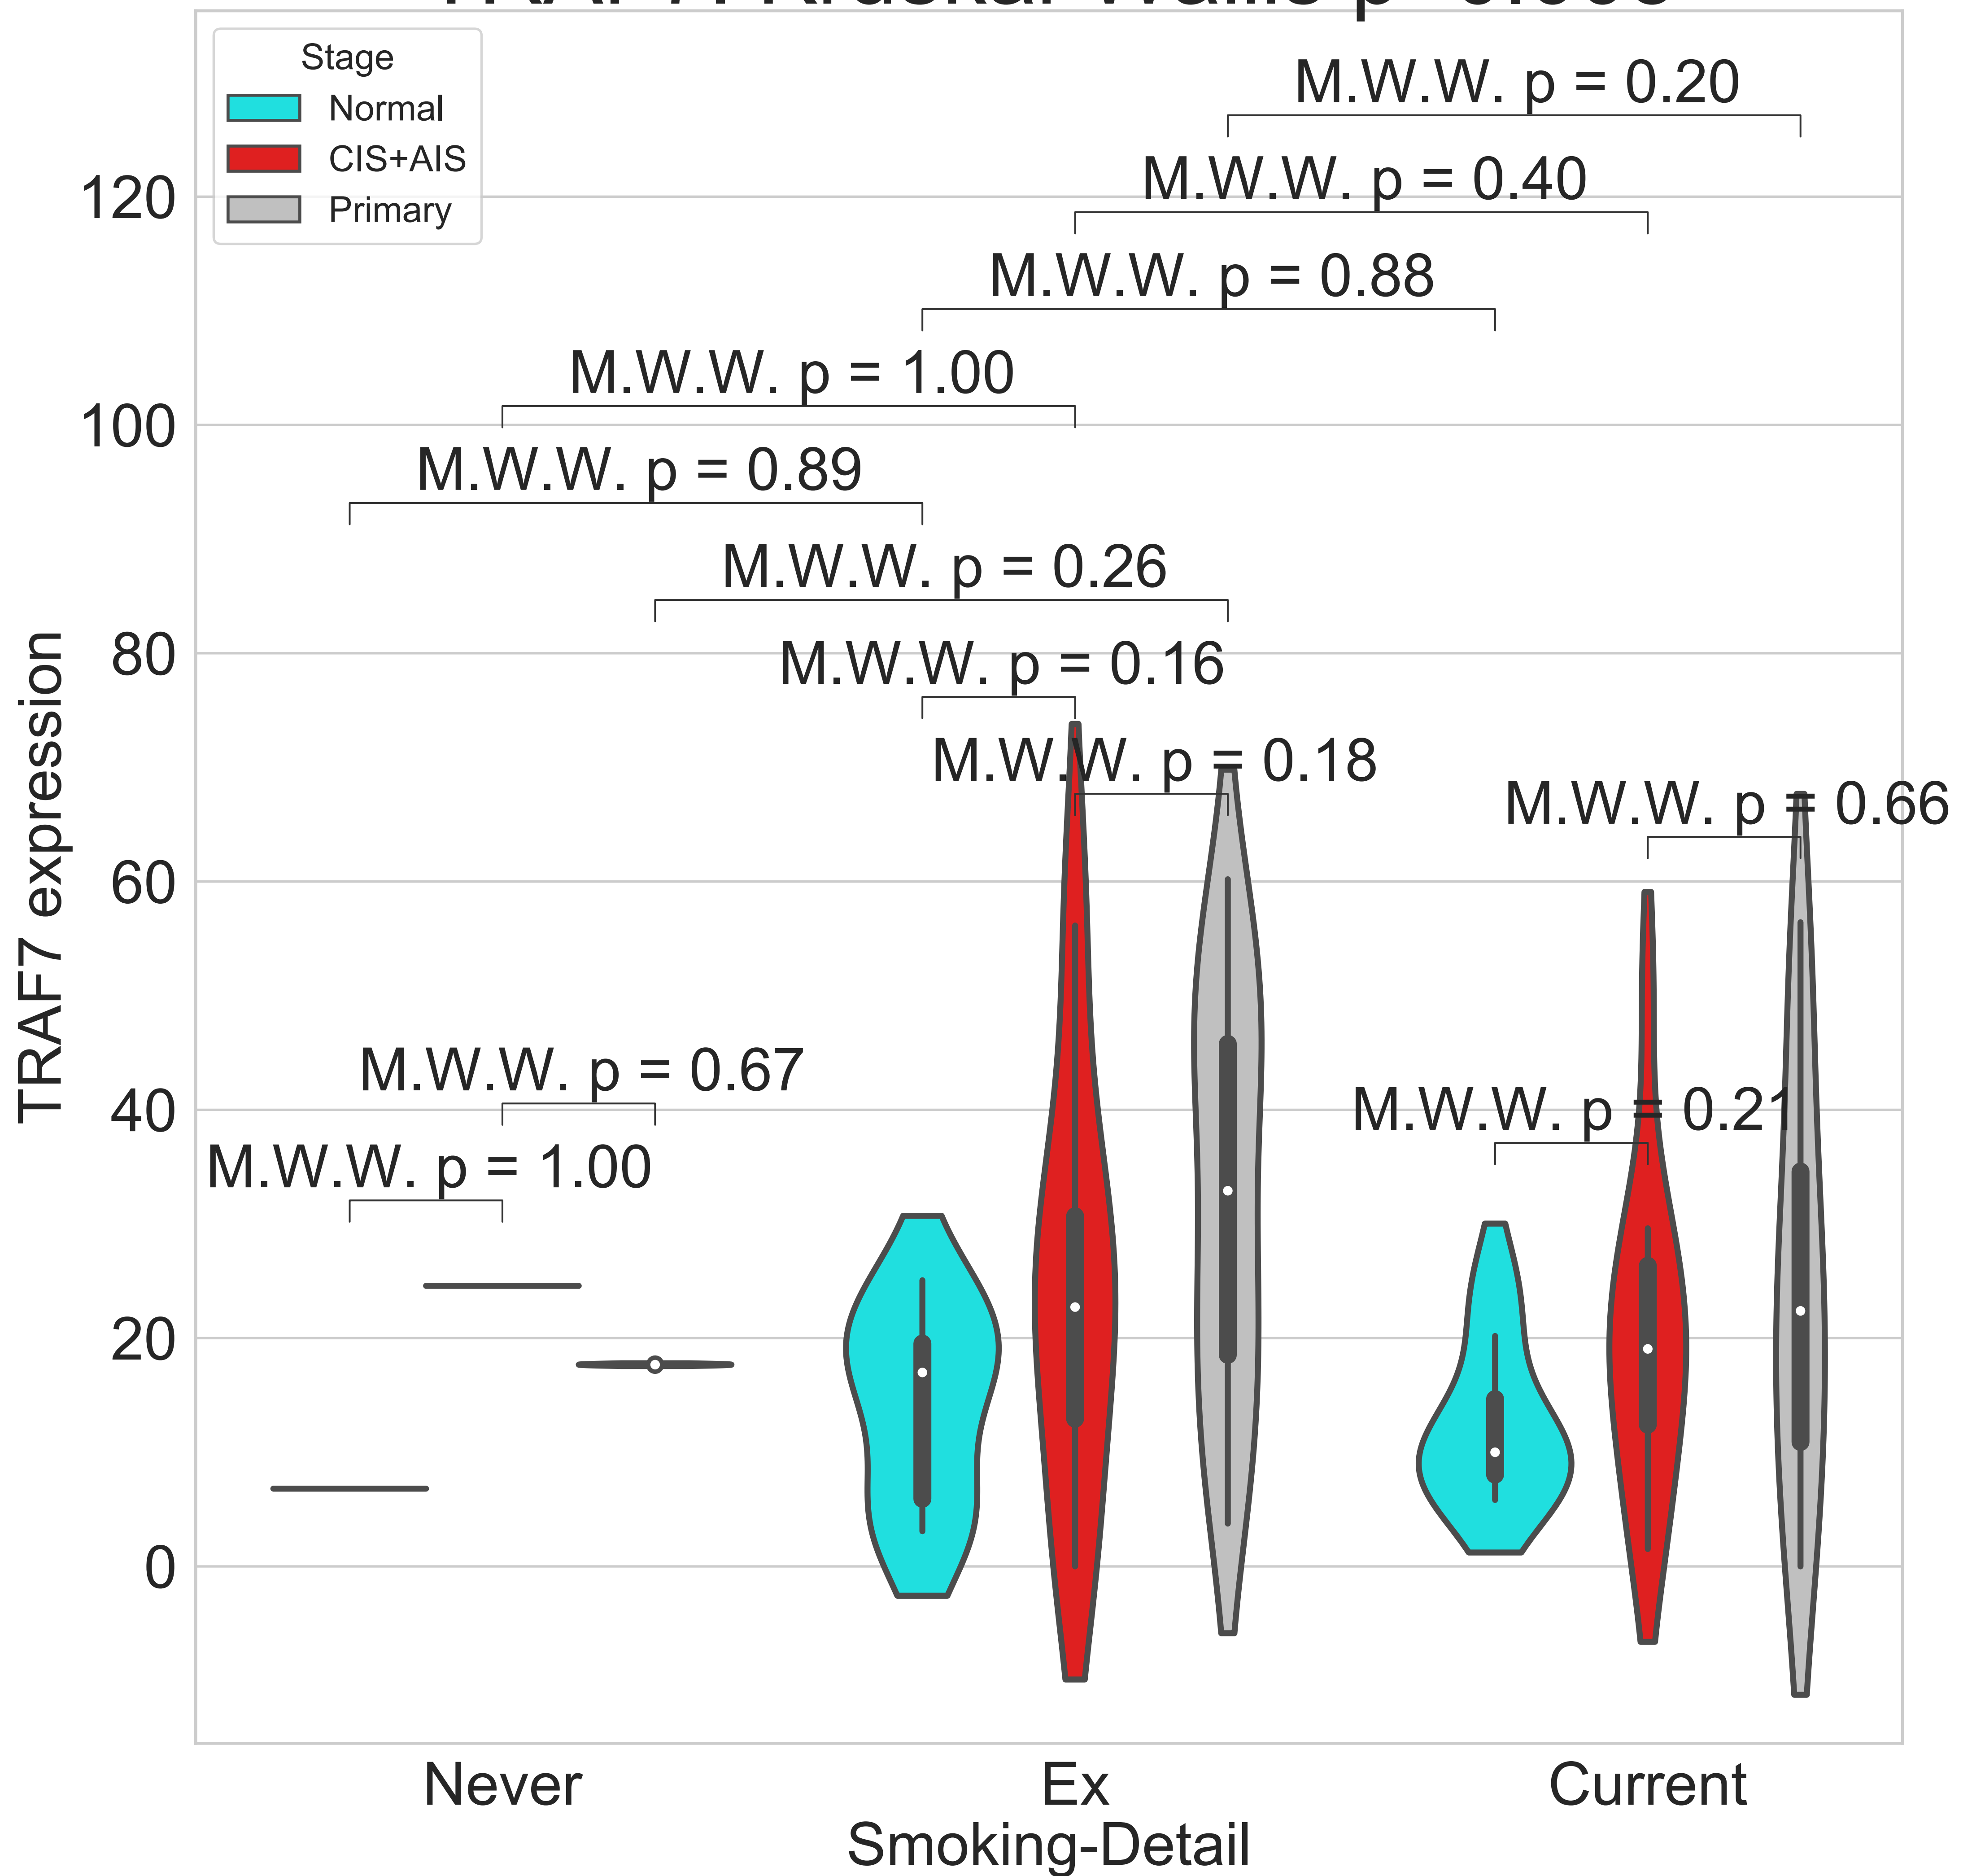 Stage
Normal
CIS+AIS
Primary
M.W.W. p = 0.20
M.W.W. p = 0.40
M.W.W. p = 0.88
M.W.W. p = 1.00
M.W.W. p = 0.89
M.W.W. p = 0.26
M.W.W. p = 0.16
M.W.W. p = 0.18
M.W.W. p = 0.66
M.W.W. p = 0.67
M.W.W. p = 0.21
M.W.W. p = 1.00
120
100
80
60
40
20
0
TRAF7 expression
Never
Ex
Current
Smoking-Detail